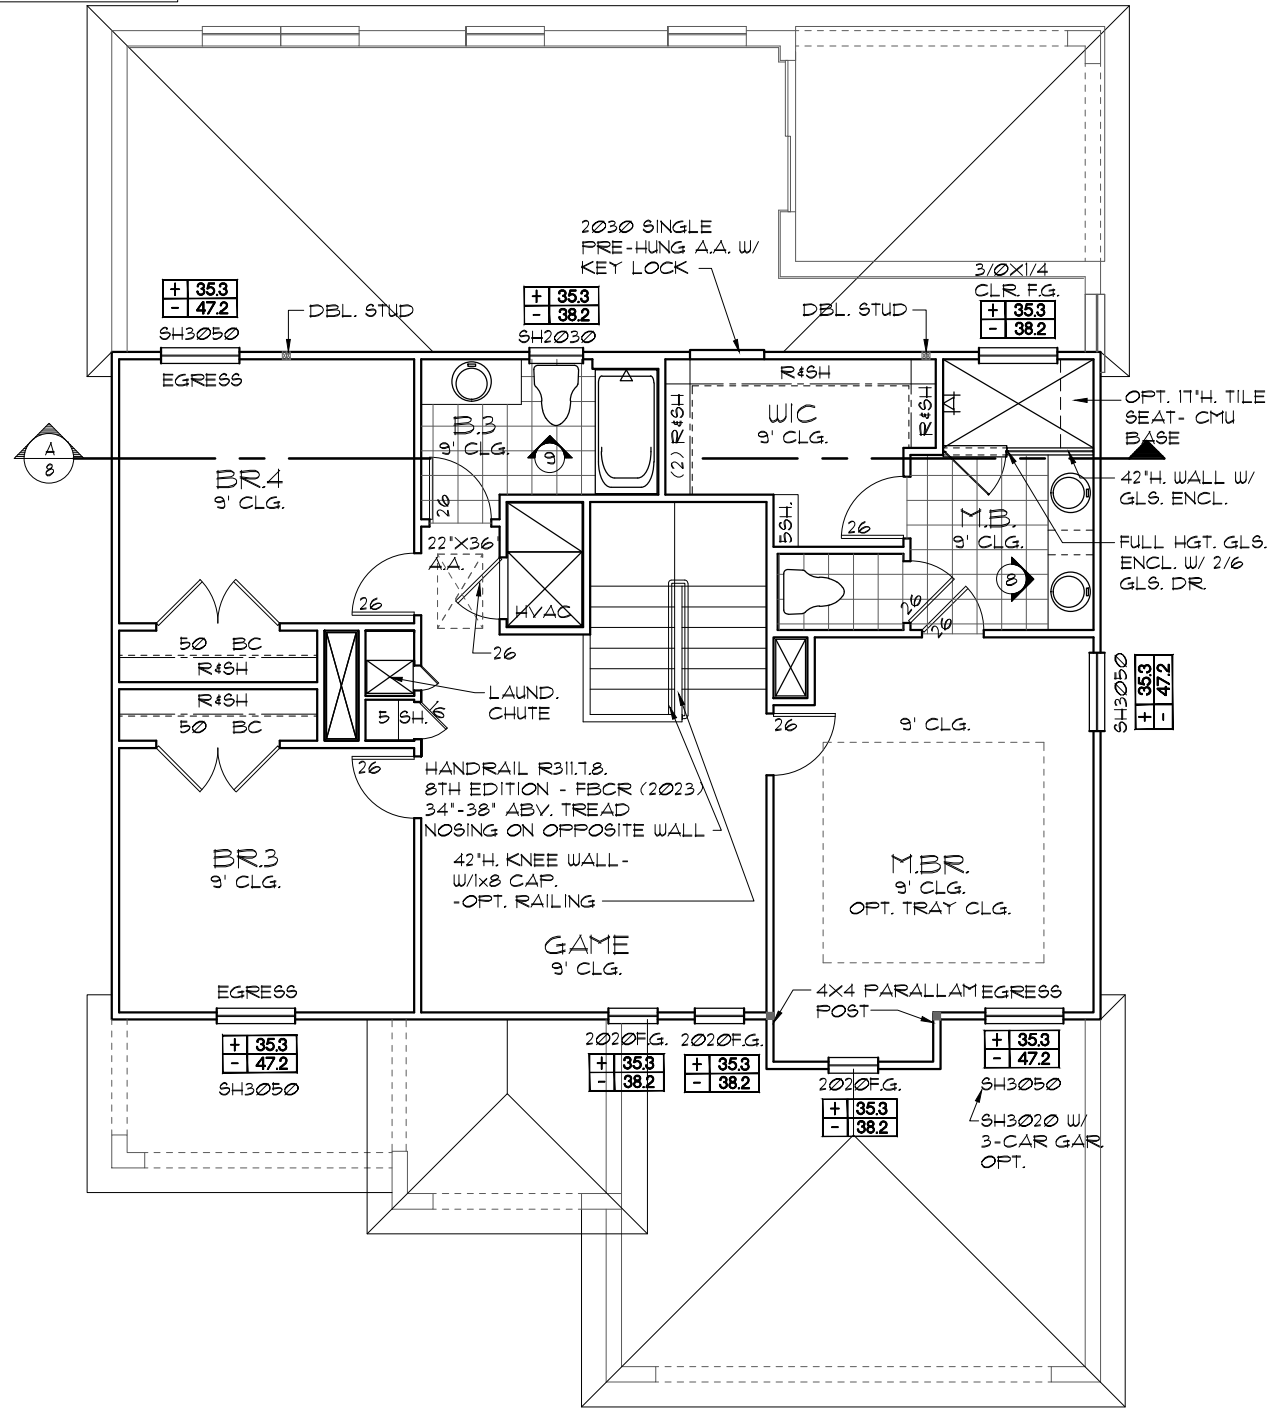 2030 SINGLE
PRE-HUNG A.A. W/
KEY LOCK
3/0X1/4
CLR. F.G.
+ 35.3
- 38.2
+ 35.3
- 47.2
SH3050
EGRESS
DBL. STUD
+ 35.3
- 38.2
SH2030
DBL. STUD
R&SH
(2) R&SH
R&SH
WIC
9' CLG.
OPT. 17"H. TILE
SEAT- CMU
BASE
A
8
BR.4
9' CLG.
B.3
9' CLG.
9
26
42"H. WALL W/
GLS. ENCL.
5SH.
26
M.B.
9' CLG.
8
FULL HGT. GLS.
ENCL. W/ 2/6
GLS. DR.
22"X36"
A.A.
HVAC
26
26
26
26
50 BC
R&SH
R&SH
50 BC
LAUND.
CHUTE
5 SH.
1/6
26
26
9' CLG.
SH3050
+ 35.3
- 47.2
HANDRAIL R311.7.8.
8TH EDITION - FBCR (2023)
34"-38" ABV. TREAD
NOSING ON OPPOSITE WALL
42"H. KNEE WALL-
W/1x8 CAP.
-OPT. RAILING
BR.3
9' CLG.
M.BR.
9' CLG.
OPT. TRAY CLG.
GAME
9' CLG.
EGRESS
+ 35.3
- 47.2
SH3050
4X4 PARALLAM
POST
EGRESS
2020F.G.
+ 35.3
- 38.2
2020F.G.
+ 35.3
- 38.2
2020F.G.
+ 35.3
- 38.2
+ 35.3
- 47.2
SH3050
SH3020 W/
3-CAR GAR.
OPT.